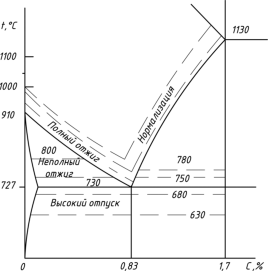 t,°C
1130
1100
1000
910
Нормализация
Полный отжиг
800
Неполный
отжиг
780
750
727
730
680
Высокий отпуск
630
0
0,83
1,7
С,%